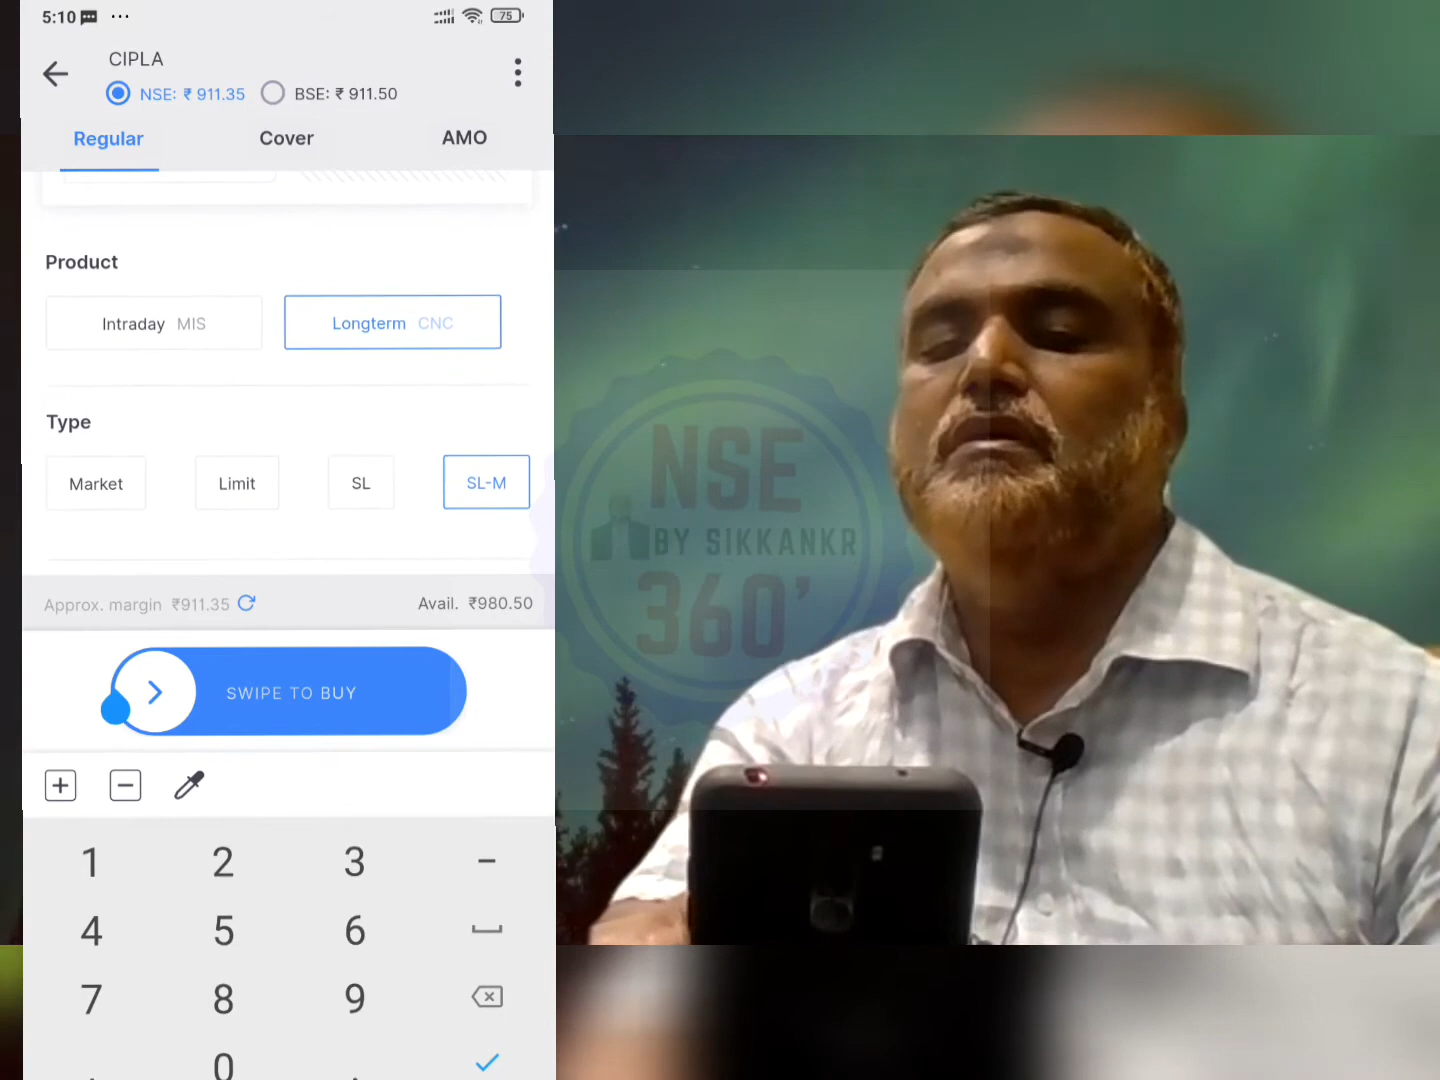 5:10 ... 75
CIPLA
NSE: ₹ 911.35 BSE: ₹ 911.50
Regular Cover AMO
Product
Intraday MIS Longterm CNC
Type
Market Limit SL SL-M
Approx. margin ₹911.35 Avail. ₹980.50
SWIPE TO BUY
1 2 3 -
4 5 6
7 8 9
0
NSE
BY SIKKANKR
360'